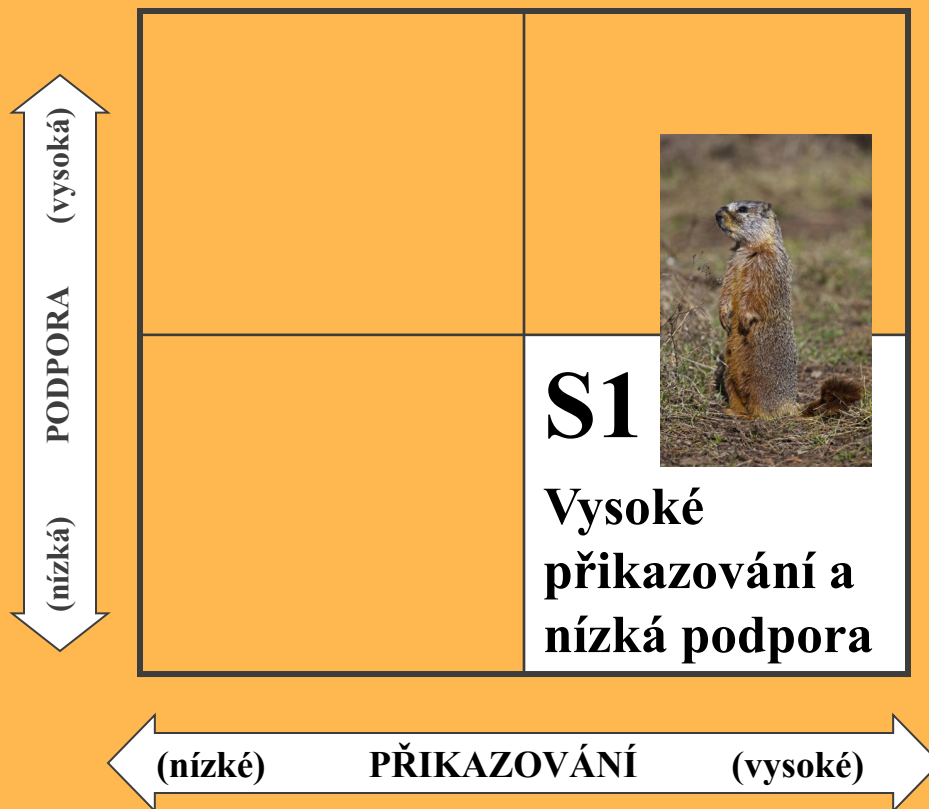 (vysoká)
PODPORA
(nízká)
S1
Vysoké
přikazování a
nízká podpora
(nízké) PŘIKAZOVÁNÍ (vysoké)